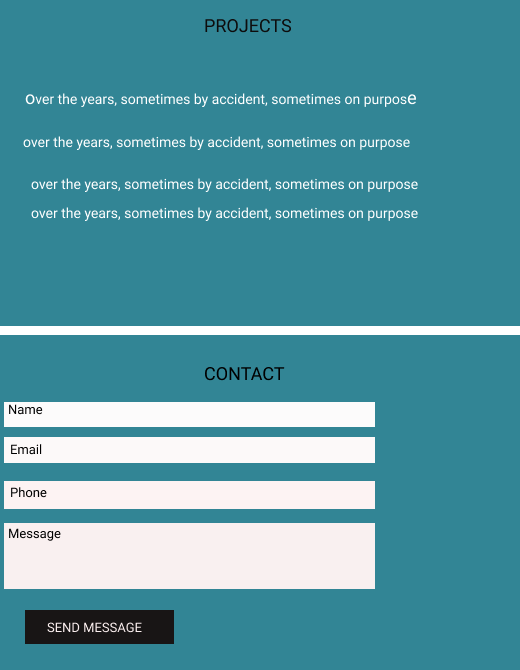 PROJECTS
over the years, sometimes by accident, sometimes on purpose
over the years, sometimes by accident, sometimes on purpose
over the years, sometimes by accident, sometimes on purpose
over the years, sometimes by accident, sometimes on purpose
CONTACT
Name
Email
Phone
Message
SEND MESSAGE